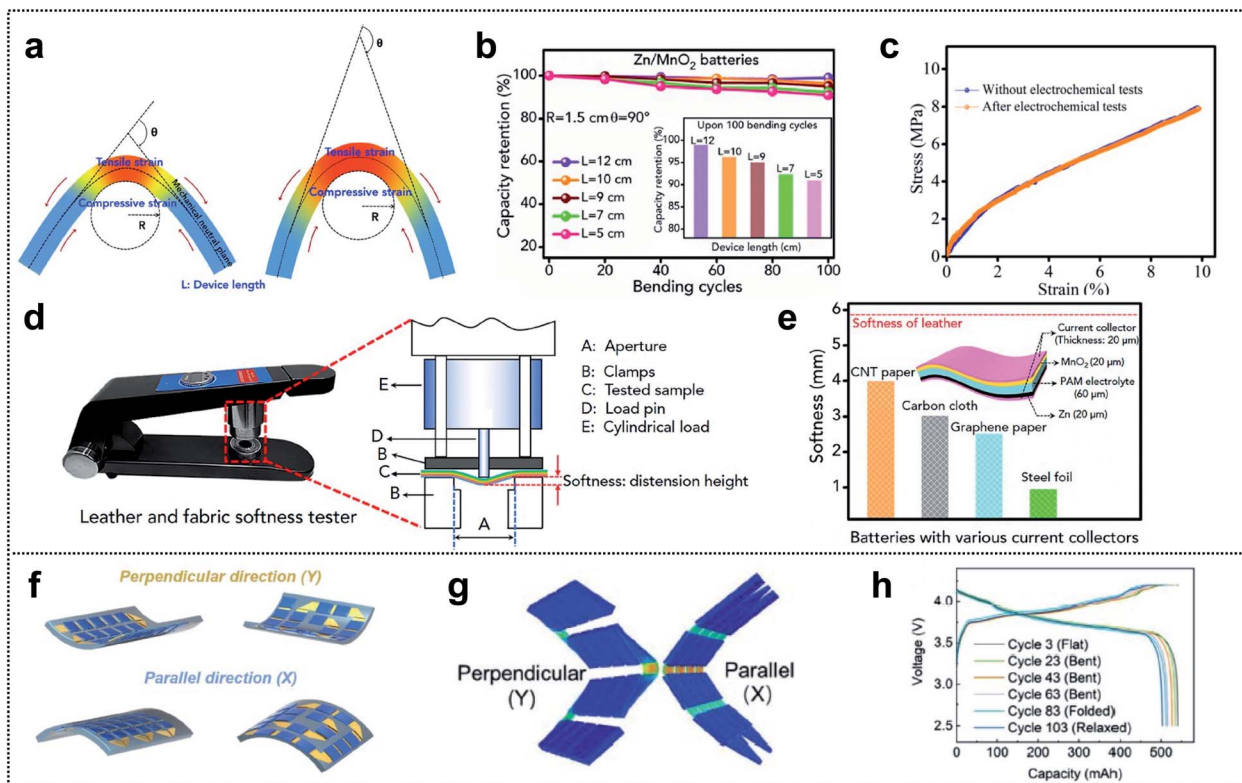 a
θ
θ
Tensile strain
Mechanical neutral plane
Compressive strain
R
Tensile strain
Compressive strain
R
L: Device length
b
Zn/MnO₂ batteries
100
80
60
40
20
Capacity retention (%)
R=1.5 cm θ=90°
L=12 cm
L=10 cm
L=9 cm
L=7 cm
L=5 cm
Upon 100 bending cycles
100
95
90
85
80
Capacity retention (%)
L=12
L=10
L=9
L=7
L=5
Device length (cm)
0 20 40 60 80 100
Bending cycles
c
8
6
4
2
0
Stress (MPa)
Without electrochemical tests
After electrochemical tests
0 2 4 6 8 10
Strain (%)
d
Leather and fabric softness tester
E
D
B
C
B
A
A: Aperture
B: Clamps
C: Tested sample
D: Load pin
E: Cylindrical load
Softness: distension height
e
6
5
4
3
2
1
Softness (mm)
Softness of leather
CNT paper
Carbon cloth
Graphene paper
Steel foil
Current collector
(Thickness: 20 μm)
MnO₂ (20 μm)
PAM electrolyte
(60 μm)
Zn (20 μm)
Batteries with various current collectors
f
Perpendicular direction (Y)
Parallel direction (X)
g
Perpendicular
(Y)
Parallel
(X)
h
4.0
3.5
3.0
2.5
Voltage (V)
Cycle 3 (Flat)
Cycle 23 (Bent)
Cycle 43 (Bent)
Cycle 63 (Bent)
Cycle 83 (Folded)
Cycle 103 (Relaxed)
0 100 200 300 400 500
Capacity (mAh)